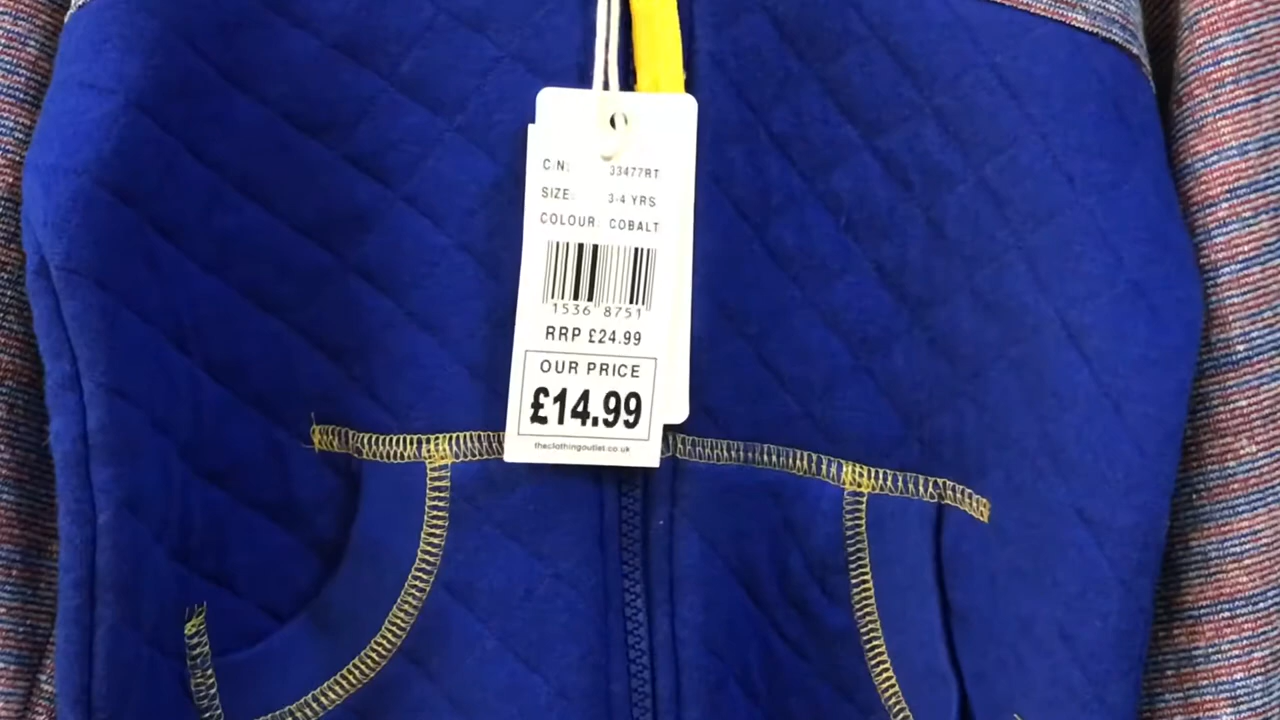 C/N: 33477RT
SIZE: 3-4 YRS
COLOUR: COBALT
1536 8751
RRP £24.99
OUR PRICE
£14.99
theclothingoutlet.co.uk